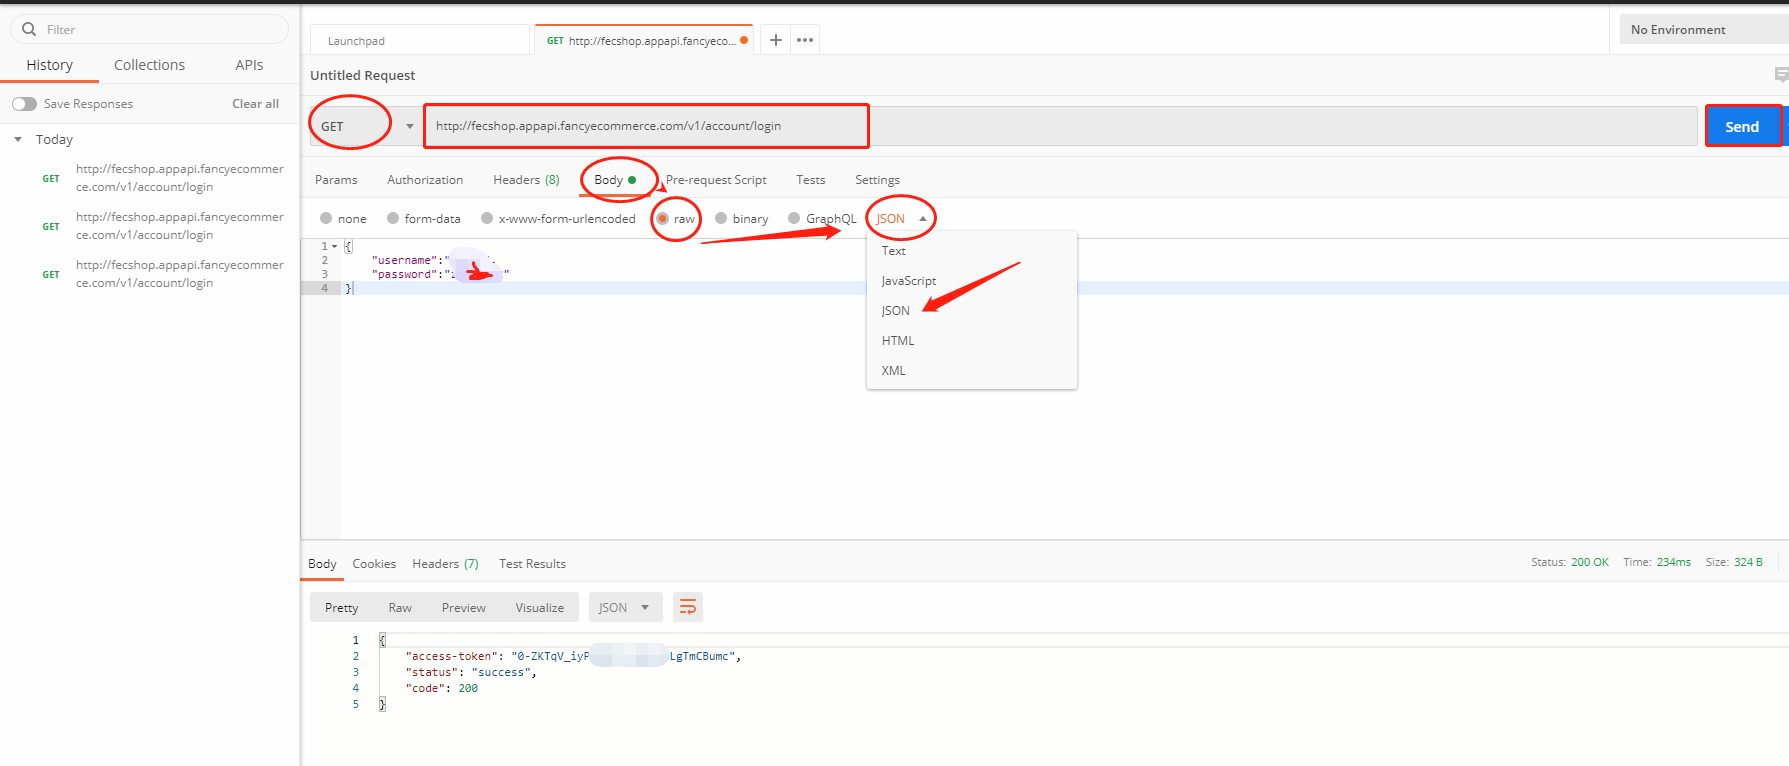 Filter
History Collections APIs
Save Responses Clear all
Today
GET http://fecshop.appapi.fancyecommer
ce.com/v1/account/login
GET http://fecshop.appapi.fancyecommer
ce.com/v1/account/login
GET http://fecshop.appapi.fancyecommer
ce.com/v1/account/login
Launchpad
GET http://fecshop.appapi.fancyeco...
No Environment
Untitled Request
GET http://fecshop.appapi.fancyecommerce.com/v1/account/login Send
Params Authorization Headers (8) Body Pre-request Script Tests Settings
none form-data x-www-form-urlencoded raw binary GraphQL JSON
1 {
2 "username":"
3 "password":"
4 }
Text
JavaScript
JSON
HTML
XML
Body Cookies Headers (7) Test Results Status: 200 OK Time: 234ms Size: 324 B
Pretty Raw Preview Visualize JSON
1 {
2 "access-token": "0-ZKTqV_iyP LgTmCBumc",
3 "status": "success",
4 "code": 200
5 }